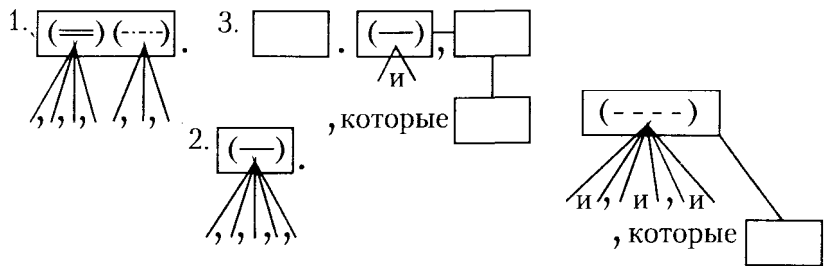 1. (═) (-·-·-) . 3. . (—) ,
и
, , , , , ,
, которые
2. (—) .
, , , ,
(- - - -)
и , и , и
, которые